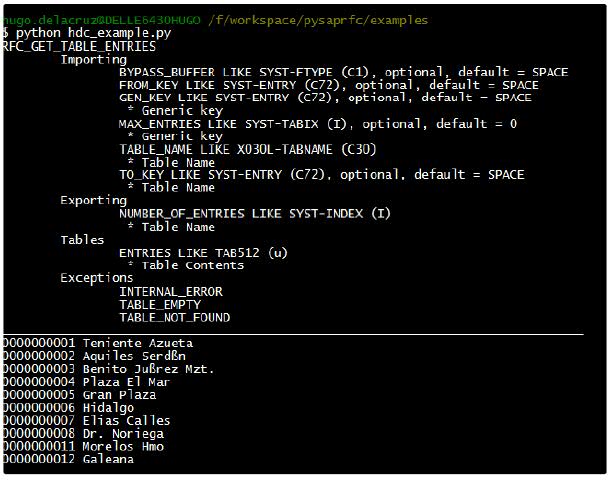 hugo.delacruz@DELLE6430HUGO /f/workspace/pysaprfc/examples
$ python hdc_example.py
RFC_GET_TABLE_ENTRIES
Importing
BYPASS_BUFFER LIKE SYST-FTYPE (C1), optional, default = SPACE
FROM_KEY LIKE SYST-ENTRY (C72), optional, default = SPACE
GEN_KEY LIKE SYST-ENTRY (C72), optional, default = SPACE
* Generic key
MAX_ENTRIES LIKE SYST-TABIX (I), optional, default = 0
* Generic key
TABLE_NAME LIKE X030L-TABNAME (C30)
* Table Name
TO_KEY LIKE SYST-ENTRY (C72), optional, default = SPACE
* Table Name
Exporting
NUMBER_OF_ENTRIES LIKE SYST-INDEX (I)
* Table Name
Tables
ENTRIES LIKE TAB512 (u)
* Table Contents
Exceptions
INTERNAL_ERROR
TABLE_EMPTY
TABLE_NOT_FOUND
0000000001 Teniente Azueta
0000000002 Aquiles Serdßn
0000000003 Benito Jußrez Mzt.
0000000004 Plaza El Mar
0000000005 Gran Plaza
0000000006 Hidalgo
0000000007 Elias Calles
0000000008 Dr. Noriega
0000000011 Morelos Hmo
0000000012 Galeana